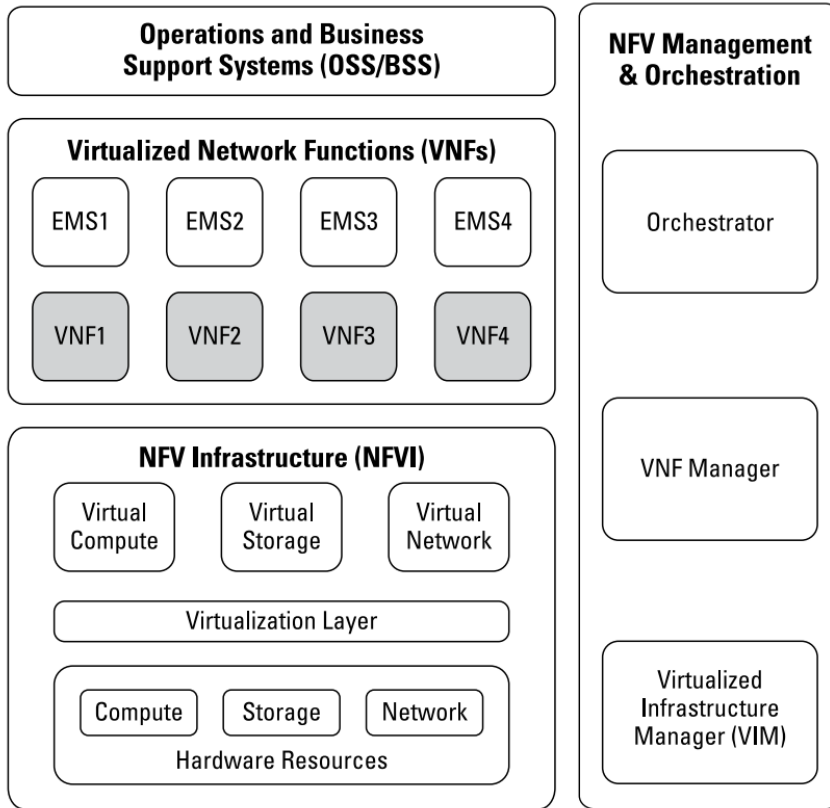 Operations and Business
Support Systems (OSS/BSS)
Virtualized Network Functions (VNFs)
EMS1 EMS2 EMS3 EMS4
VNF1 VNF2 VNF3 VNF4
NFV Infrastructure (NFVI)
Virtual Compute
Virtual Storage
Virtual Network
Virtualization Layer
Compute Storage Network
Hardware Resources
NFV Management
& Orchestration
Orchestrator
VNF Manager
Virtualized
Infrastructure
Manager (VIM)